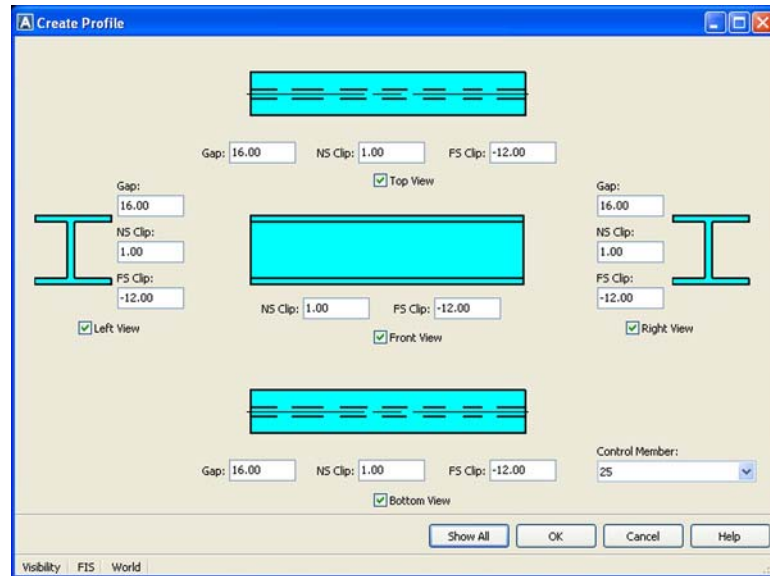 Create Profile
Gap: 16.00 NS Clip: 1.00 FS Clip: -12.00
Top View
Gap:
16.00
NS Clip:
1.00
FS Clip:
-12.00
Left View
NS Clip: 1.00 FS Clip: -12.00
Front View
Gap:
16.00
NS Clip:
1.00
FS Clip:
-12.00
Right View
Gap: 16.00 NS Clip: 1.00 FS Clip: -12.00
Bottom View
Control Member:
25
Show All OK Cancel Help
Visibility FIS World